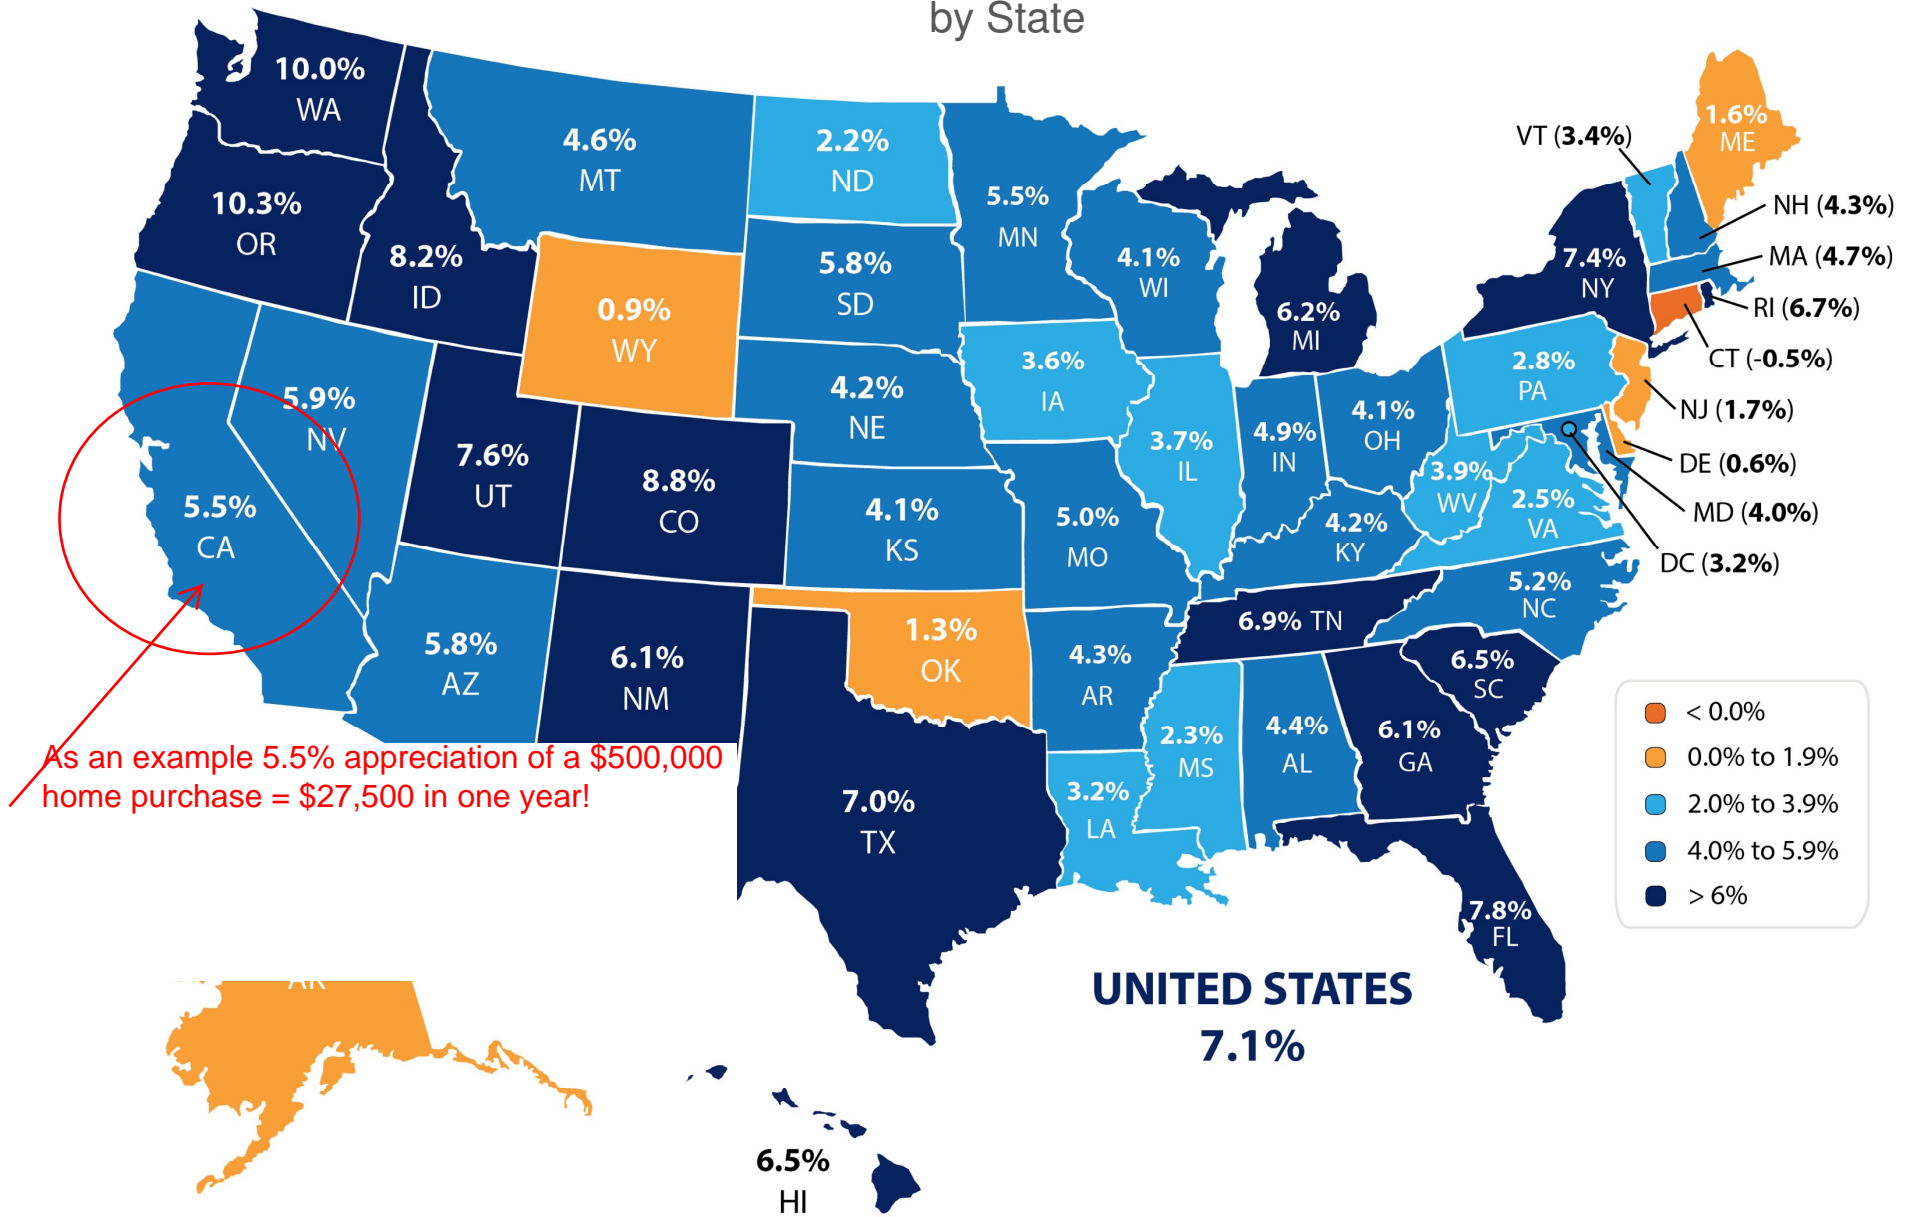 by State
10.0%
WA
10.3%
OR
8.2%
ID
4.6%
MT
2.2%
ND
5.5%
MN
5.8%
SD
0.9%
WY
4.1%
WI
6.2%
MI
7.4%
NY
1.6%
ME
VT (3.4%)
NH (4.3%)
MA (4.7%)
RI (6.7%)
CT (-0.5%)
NJ (1.7%)
DE (0.6%)
MD (4.0%)
DC (3.2%)
2.8%
PA
3.6%
IA
4.2%
NE
5.9%
NV
5.5%
CA
7.6%
UT
8.8%
CO
4.1%
KS
5.0%
MO
3.7%
IL
4.9%
IN
4.1%
OH
3.9%
WV
2.5%
VA
4.2%
KY
5.2%
NC
6.9% TN
6.5%
SC
5.8%
AZ
6.1%
NM
1.3%
OK
4.3%
AR
2.3%
MS
4.4%
AL
6.1%
GA
3.2%
LA
7.0%
TX
7.8%
FL
As an example 5.5% appreciation of a $500,000
home purchase = $27,500 in one year!
< 0.0%
0.0% to 1.9%
2.0% to 3.9%
4.0% to 5.9%
> 6%
UNITED STATES
7.1%
6.5%
HI